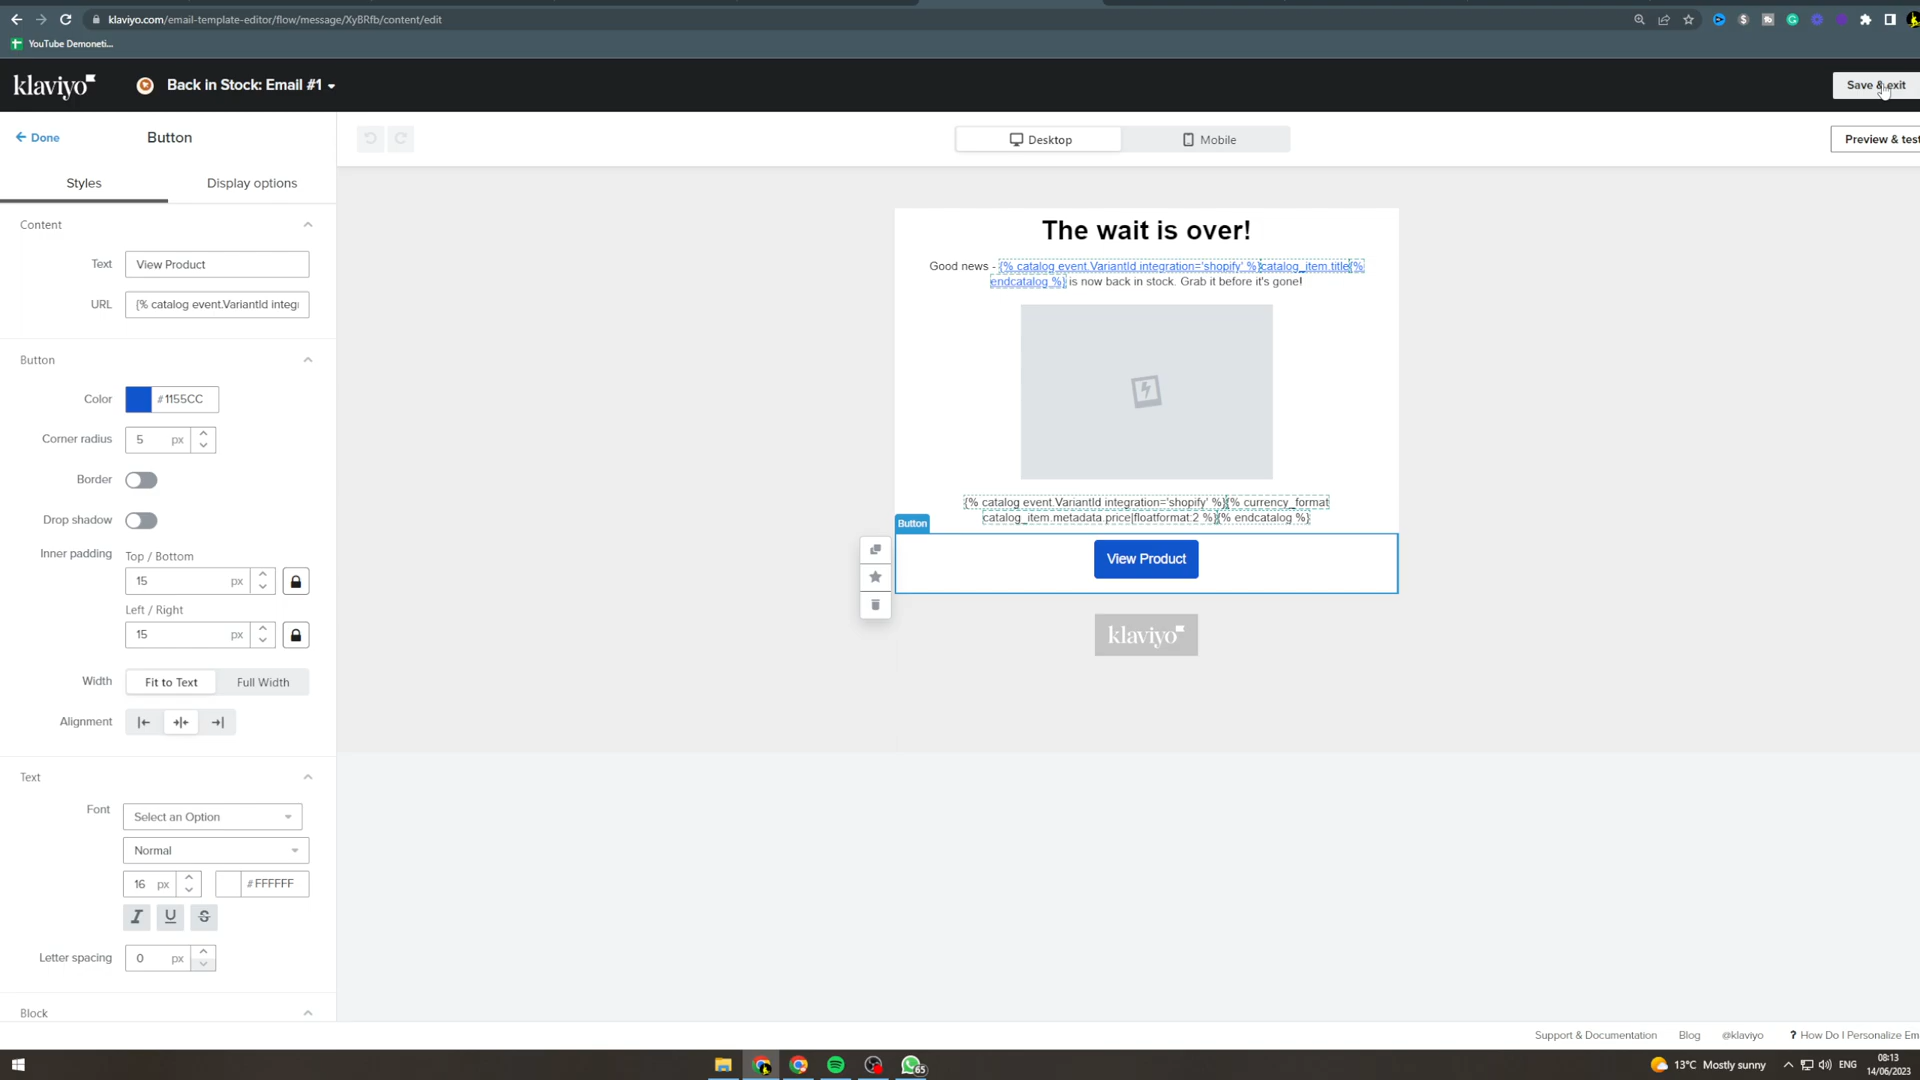 klaviyo.com/email-template-editor/flow/message/XyBRfb/content/edit
YouTube Demoneti...
klaviyo
Back in Stock: Email #1
Save & exit
Done
Button
Desktop
Mobile
Preview & test
Styles
Display options
Content
Text
View Product
URL
{% catalog event.VariantId integ
Button
Color
#1155CC
Corner radius
5 px
Border
Drop shadow
Inner padding
Top / Bottom
15 px
Left / Right
15 px
Width
Fit to Text
Full Width
Alignment
Text
Font
Select an Option
Normal
16 px
#FFFFFF
I U S
Letter spacing
0 px
Block
The wait is over!
Good news - {% catalog event.VariantId integration='shopify' %}catalog_item.title{%
endcatalog %} is now back in stock. Grab it before it's gone!
{% catalog event.VariantId integration='shopify' %}{% currency_format
catalog_item.metadata.price|floatformat:2 %}{% endcatalog %}
Button
View Product
klaviyo
Support & Documentation
Blog
@klaviyo
? How Do I Personalize Em
65
13°C Mostly sunny
ENG
08:13
14/06/2023